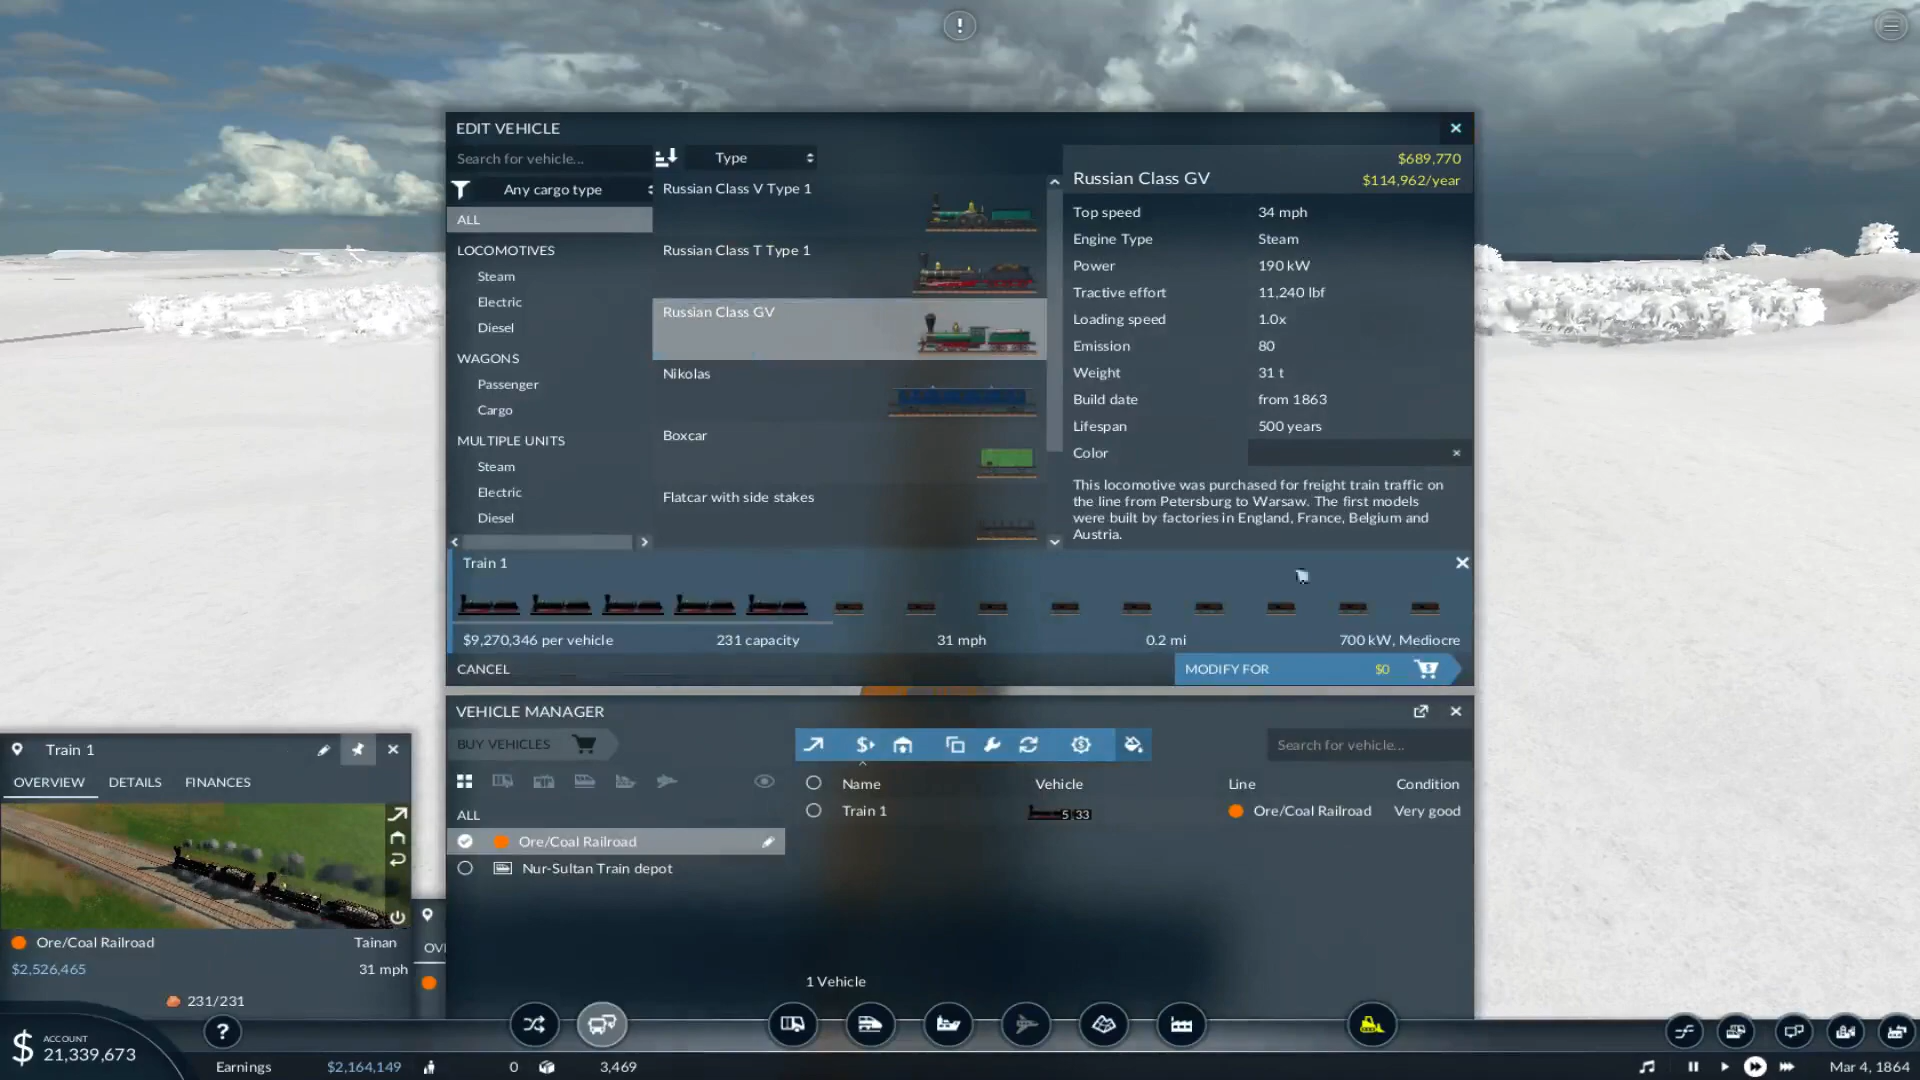 EDIT VEHICLE
Search for vehicle...
Type
Any cargo type
ALL
LOCOMOTIVES
Steam
Electric
Diesel
WAGONS
Passenger
Cargo
MULTIPLE UNITS
Steam
Electric
Diesel
Russian Class V Type 1
Russian Class T Type 1
Russian Class GV
Nikolas
Boxcar
Flatcar with side stakes
$689,770
Russian Class GV
$114,962/year
Top speed 34 mph
Engine Type Steam
Power 190 kW
Tractive effort 11,240 lbf
Loading speed 1.0x
Emission 80
Weight 31 t
Build date from 1863
Lifespan 500 years
Color
This locomotive was purchased for freight train traffic on
the line from Petersburg to Warsaw. The first models
were built by factories in England, France, Belgium and
Austria.
Train 1
$9,270,346 per vehicle 231 capacity 31 mph 0.2 mi 700 kW, Mediocre
CANCEL
MODIFY FOR $0
VEHICLE MANAGER
BUY VEHICLES
Search for vehicle...
ALL
Ore/Coal Railroad
Nur-Sultan Train depot
Name Vehicle Line Condition
Train 1 5 33 Ore/Coal Railroad Very good
1 Vehicle
Train 1
OVERVIEW DETAILS FINANCES
Ore/Coal Railroad Tainan
$2,526,465 31 mph
231/231
OV
$ ACCOUNT
21,339,673
?
Earnings $2,164,149 0 3,469
Mar 4, 1864